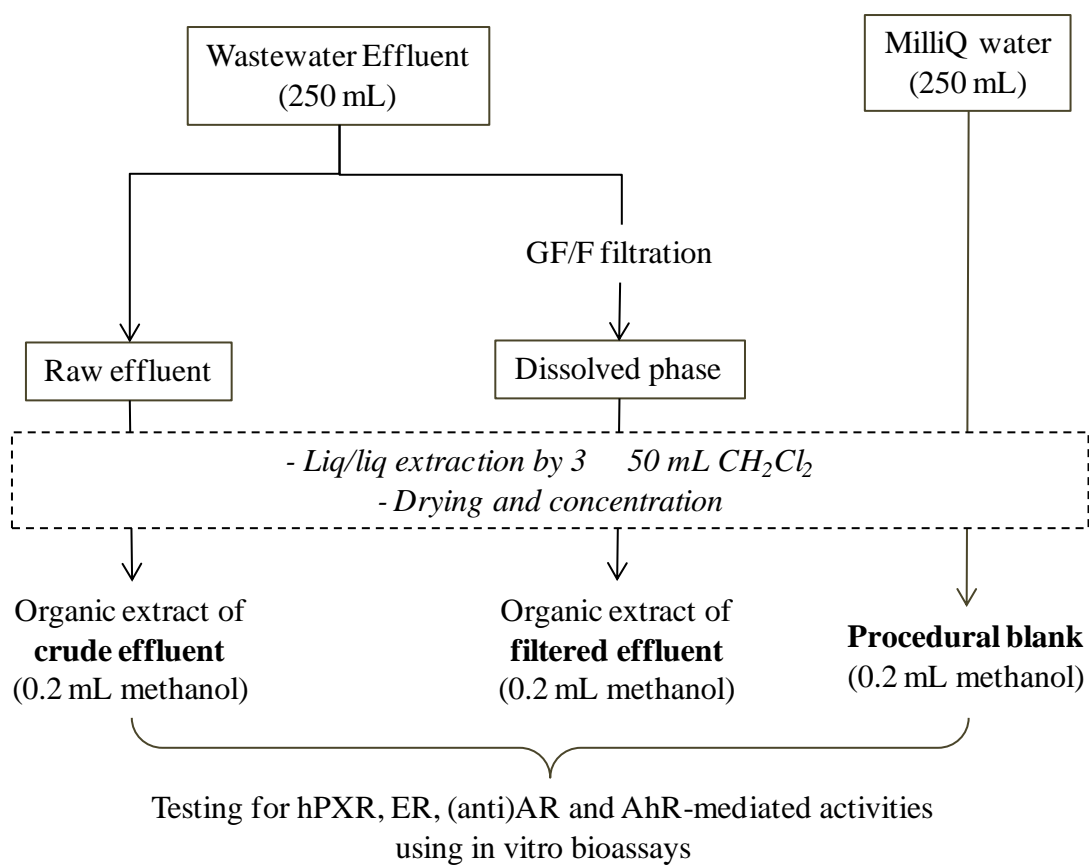 Wastewater Effluent
(250 mL)
MilliQ water
(250 mL)
GF/F filtration
Raw effluent
Dissolved phase
- Liq/liq extraction by 3 50 mL CH₂Cl₂
- Drying and concentration
Organic extract of
crude effluent
(0.2 mL methanol)
Organic extract of
filtered effluent
(0.2 mL methanol)
Procedural blank
(0.2 mL methanol)
Testing for hPXR, ER, (anti)AR and AhR-mediated activities
using in vitro bioassays